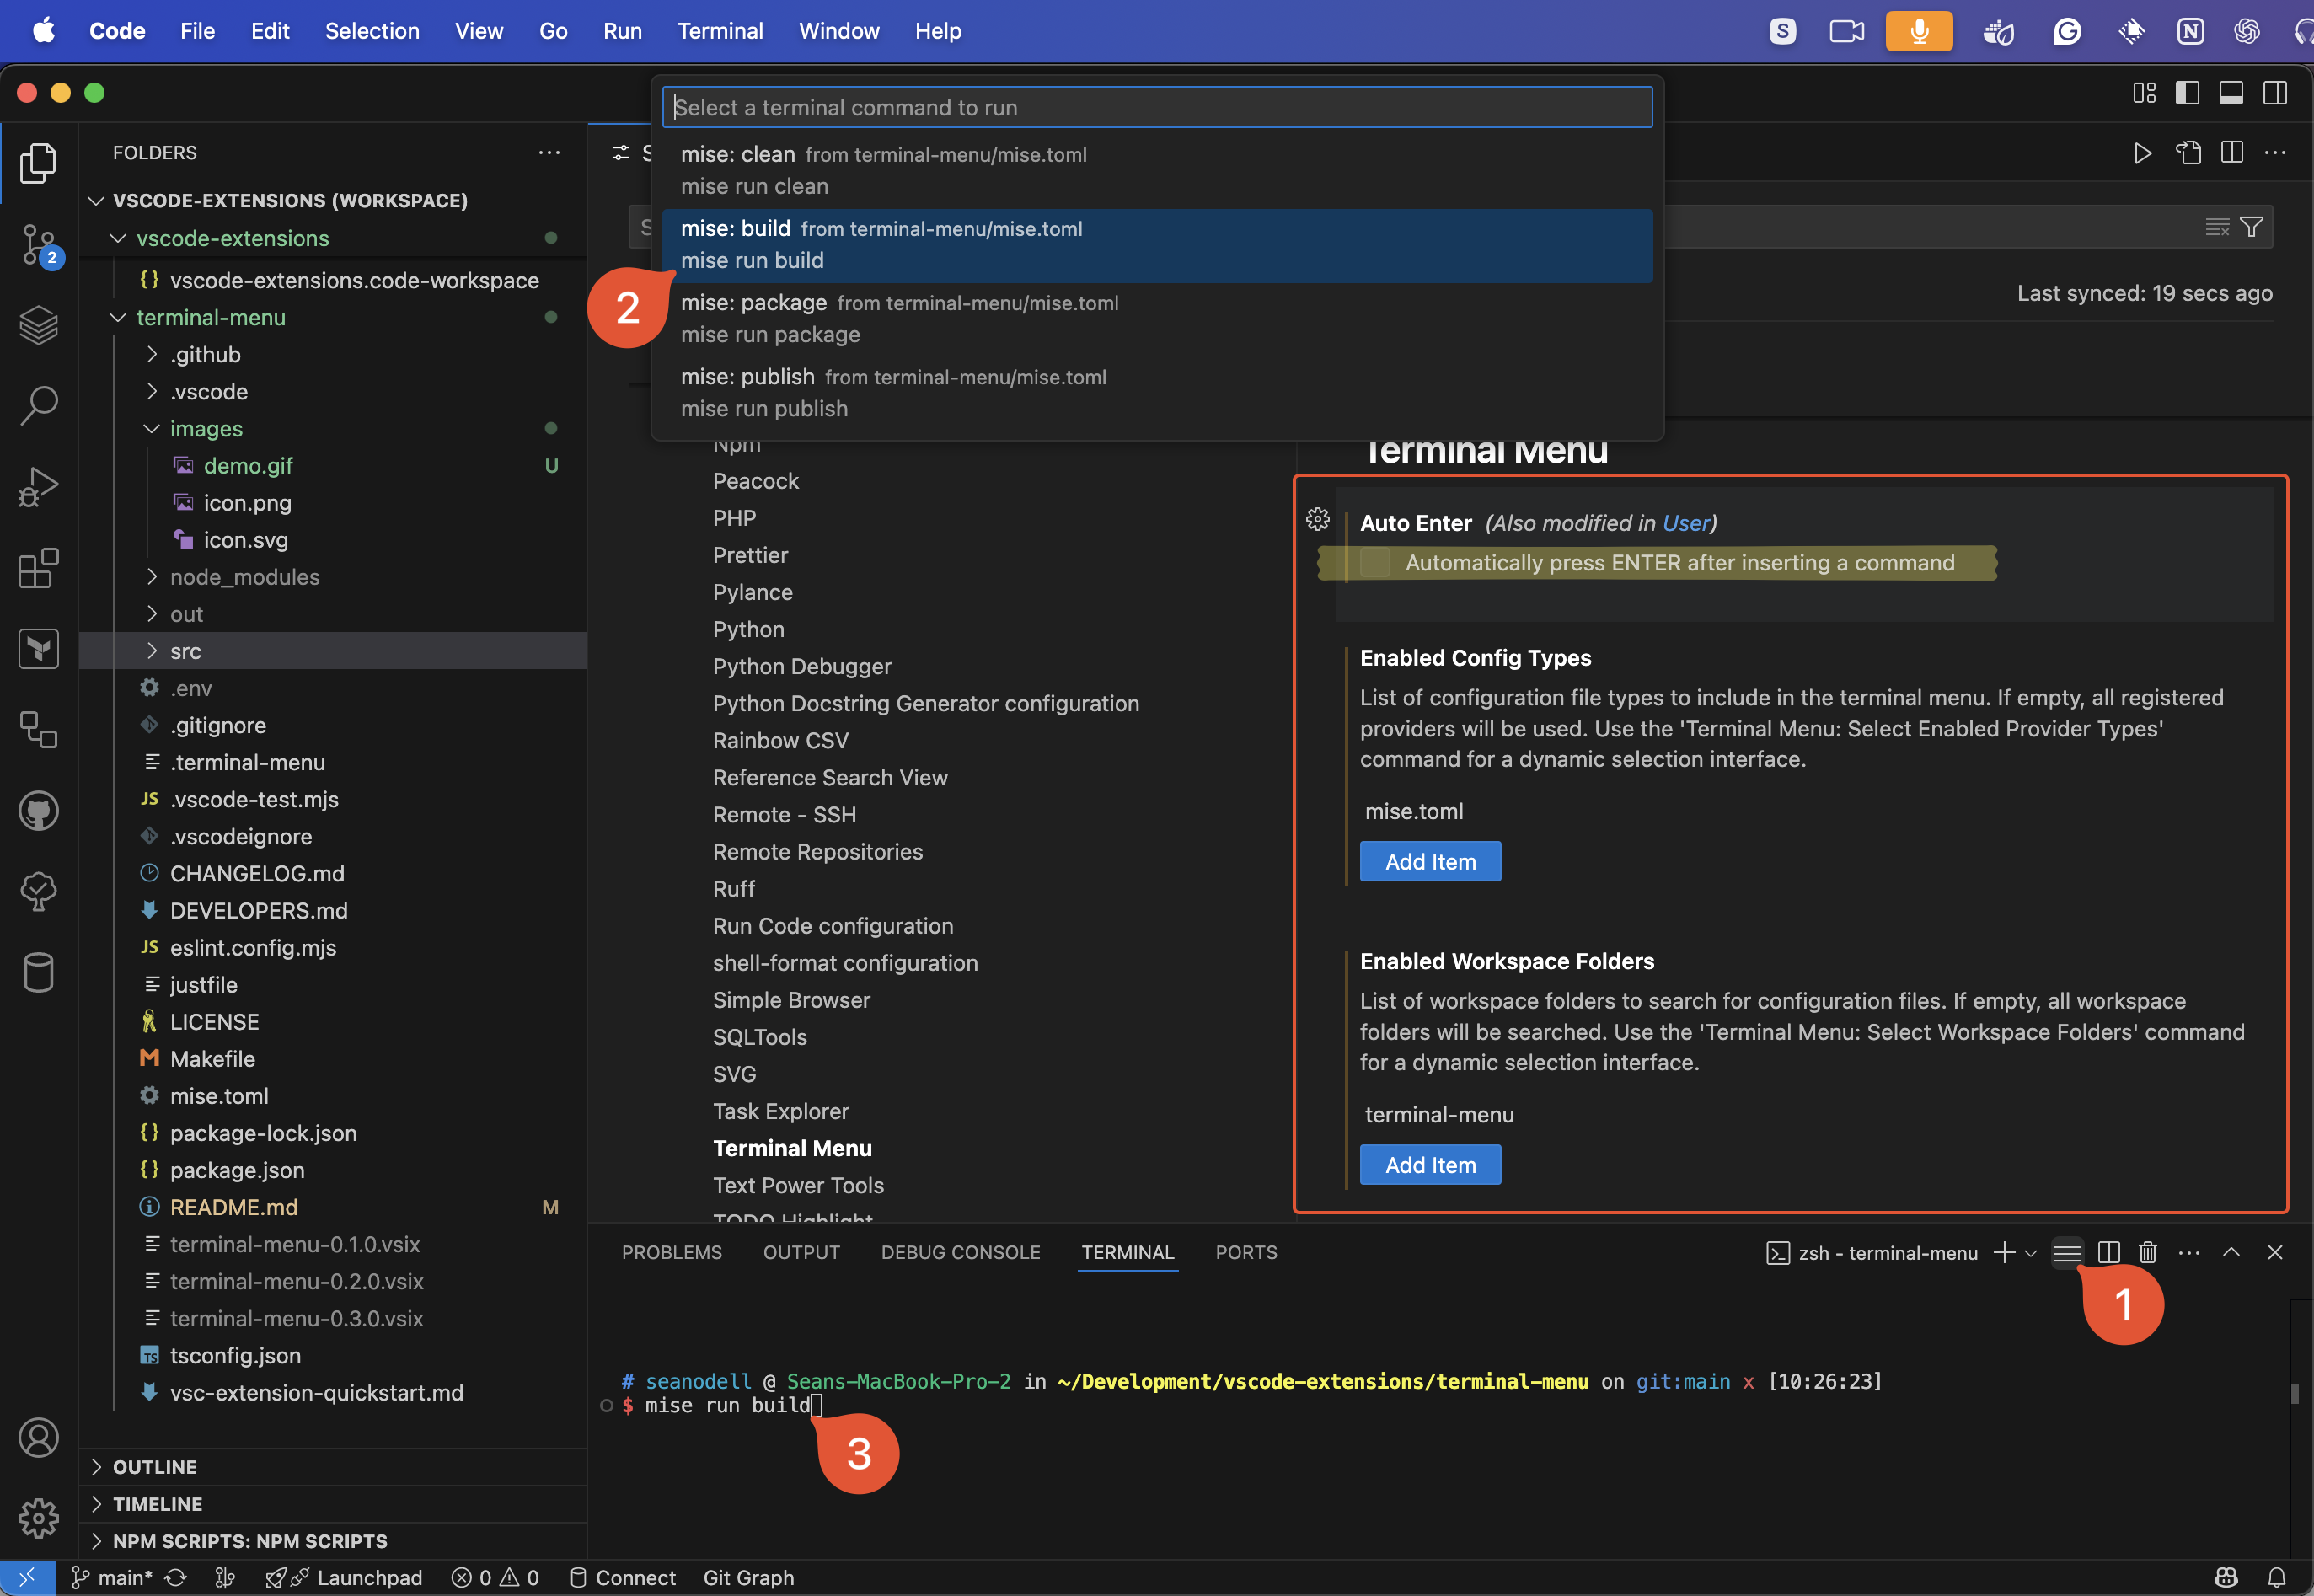 Code File Edit Selection View Go Run Terminal Window Help
Select a terminal command to run
mise: clean from terminal-menu/mise.toml
mise run clean
mise: build from terminal-menu/mise.toml
mise run build
mise: package from terminal-menu/mise.toml
mise run package
mise: publish from terminal-menu/mise.toml
mise run publish
2
FOLDERS
VSCODE-EXTENSIONS (WORKSPACE)
vscode-extensions
vscode-extensions.code-workspace
terminal-menu
.github
.vscode
images
demo.gif U
icon.png
icon.svg
node_modules
out
src
.env
.gitignore
.terminal-menu
JS .vscode-test.mjs
.vscodeignore
CHANGELOG.md
DEVELOPERS.md
JS eslint.config.mjs
justfile
LICENSE
Makefile
mise.toml
package-lock.json
package.json
README.md M
terminal-menu-0.1.0.vsix
terminal-menu-0.2.0.vsix
terminal-menu-0.3.0.vsix
TS tsconfig.json
vsc-extension-quickstart.md
OUTLINE
TIMELINE
NPM SCRIPTS: NPM SCRIPTS
2
Last synced: 19 secs ago
Npm
Peacock
PHP
Prettier
Pylance
Python
Python Debugger
Python Docstring Generator configuration
Rainbow CSV
Reference Search View
Remote - SSH
Remote Repositories
Ruff
Run Code configuration
shell-format configuration
Simple Browser
SQLTools
SVG
Task Explorer
Terminal Menu
Text Power Tools
TODO Highlight
Terminal Menu
Auto Enter (Also modified in User)
Automatically press ENTER after inserting a command
Enabled Config Types
List of configuration file types to include in the terminal menu. If empty, all registered
providers will be used. Use the 'Terminal Menu: Select Enabled Provider Types'
command for a dynamic selection interface.
mise.toml
Add Item
Enabled Workspace Folders
List of workspace folders to search for configuration files. If empty, all workspace
folders will be searched. Use the 'Terminal Menu: Select Workspace Folders' command
for a dynamic selection interface.
terminal-menu
Add Item
PROBLEMS OUTPUT DEBUG CONSOLE TERMINAL PORTS
zsh - terminal-menu
1
# seanodell @ Seans-MacBook-Pro-2 in ~/Development/vscode-extensions/terminal-menu on git:main x [10:26:23]
$ mise run build
3
main* Launchpad 0 0 Connect Git Graph